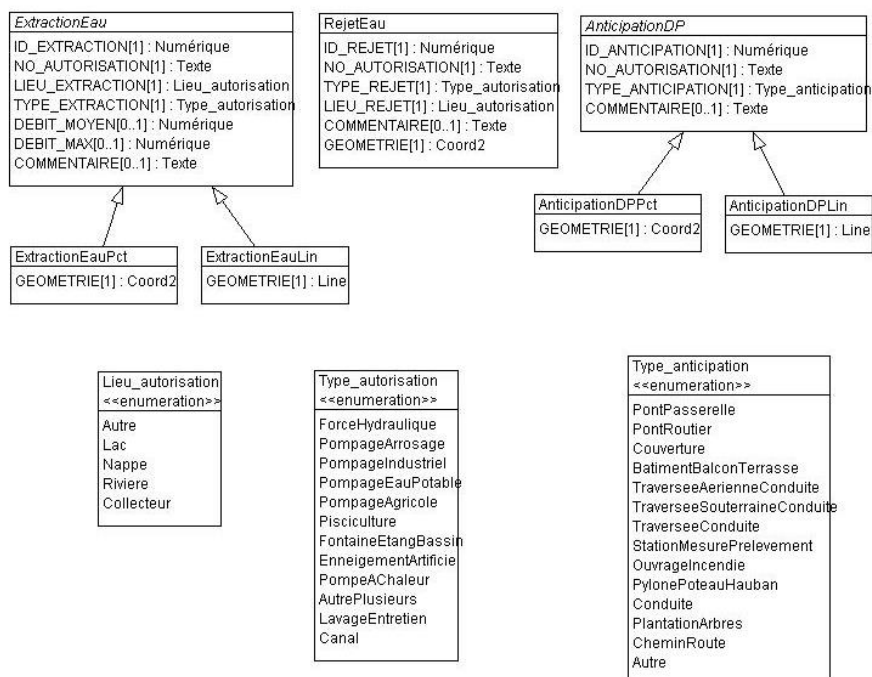 ExtractionEau
ID_EXTRACTION[1] : Numérique
NO_AUTORISATION[1] : Texte
LIEU_EXTRACTION[1] : Lieu_autorisation
TYPE_EXTRACTION[1] : Type_autorisation
DEBIT_MOYEN[0..1] : Numérique
DEBIT_MAX[0..1] : Numérique
COMMENTAIRE[0..1] : Texte
RejetEau
ID_REJET[1] : Numérique
NO_AUTORISATION[1] : Texte
TYPE_REJET[1] : Type_autorisation
LIEU_REJET[1] : Lieu_autorisation
COMMENTAIRE[0..1] : Texte
GEOMETRIE[1] : Coord2
AnticipationDP
ID_ANTICIPATION[1] : Numérique
NO_AUTORISATION[1] : Texte
TYPE_ANTICIPATION[1] : Type_anticipation
COMMENTAIRE[0..1] : Texte
ExtractionEauPct
GEOMETRIE[1] : Coord2
ExtractionEauLin
GEOMETRIE[1] : Line
AnticipationDPPct
GEOMETRIE[1] : Coord2
AnticipationDPLin
GEOMETRIE[1] : Line
Lieu_autorisation
<<enumeration>>
Autre
Lac
Nappe
Riviere
Collecteur
Type_autorisation
<<enumeration>>
ForceHydraulique
PompageArrosage
PompageIndustriel
PompageEauPotable
PompageAgricole
Pisciculture
FontaineEtangBassin
EnneigementArtificie
PompeAChaleur
AutrePlusieurs
LavageEntretien
Canal
Type_anticipation
<<enumeration>>
PontPasserelle
PontRoutier
Couverture
BatimentBalconTerrasse
TraverseeAerienneConduite
TraverseeSouterraineConduite
TraverseeConduite
StationMesurePrelevement
OuvrageIncendie
PylonePoteauHauban
Conduite
PlantationArbres
CheminRoute
Autre